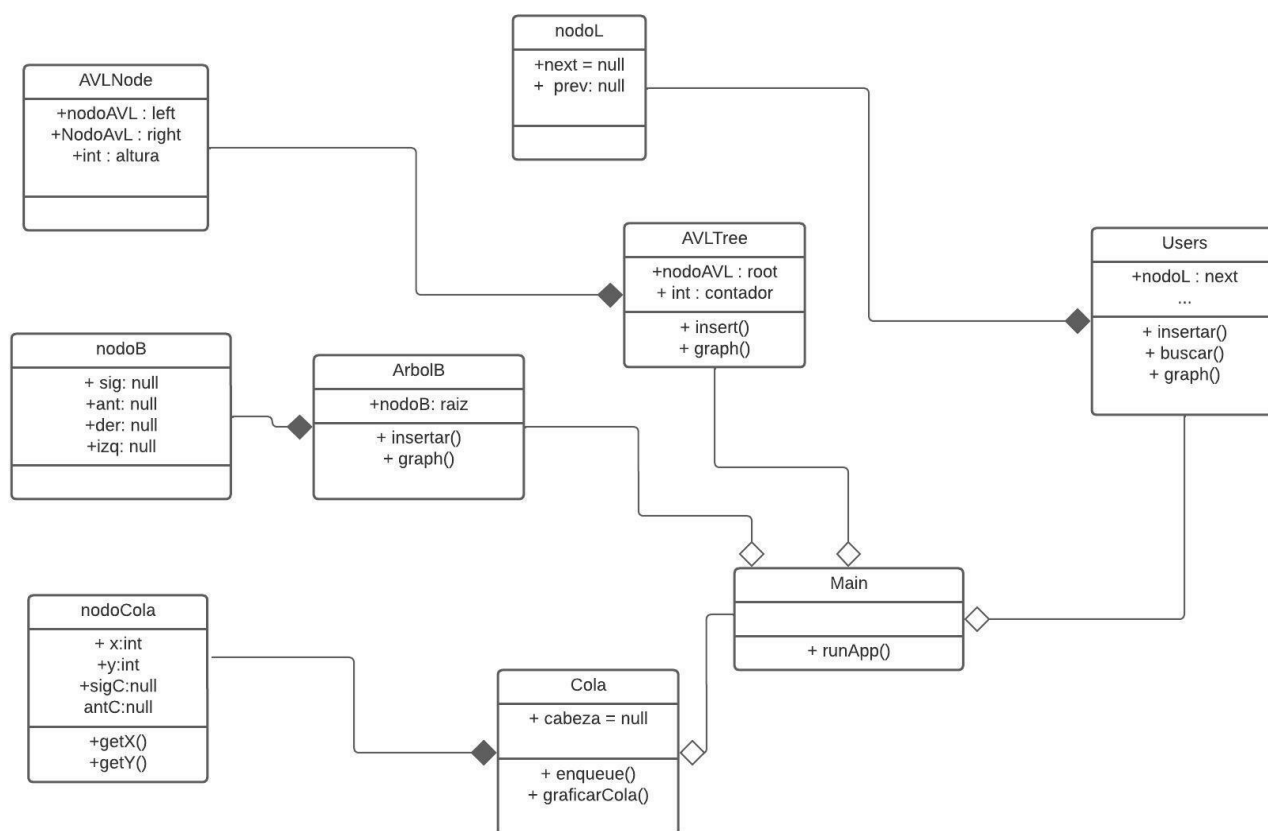 nodoL
+next = null
+ prev: null
AVLNode
+nodoAVL : left
+NodoAvL : right
+int : altura
AVLTree
+nodoAVL : root
+ int : contador
+ insert()
+ graph()
Users
+nodoL : next
...
+ insertar()
+ buscar()
+ graph()
nodoB
+ sig: null
+ant: null
+der: null
+izq: null
ArbolB
+nodoB: raiz
+ insertar()
+ graph()
Main
+ runApp()
nodoCola
+ x:int
+y:int
+sigC:null
antC:null
+getX()
+getY()
Cola
+ cabeza = null
+ enqueue()
+ graficarCola()